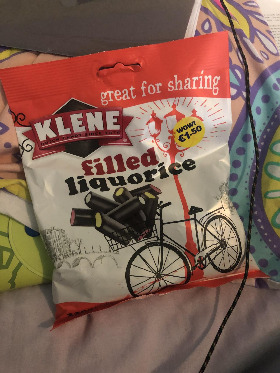 great for sharing
KLENE
WOW!
€1.50
filled
liquorice